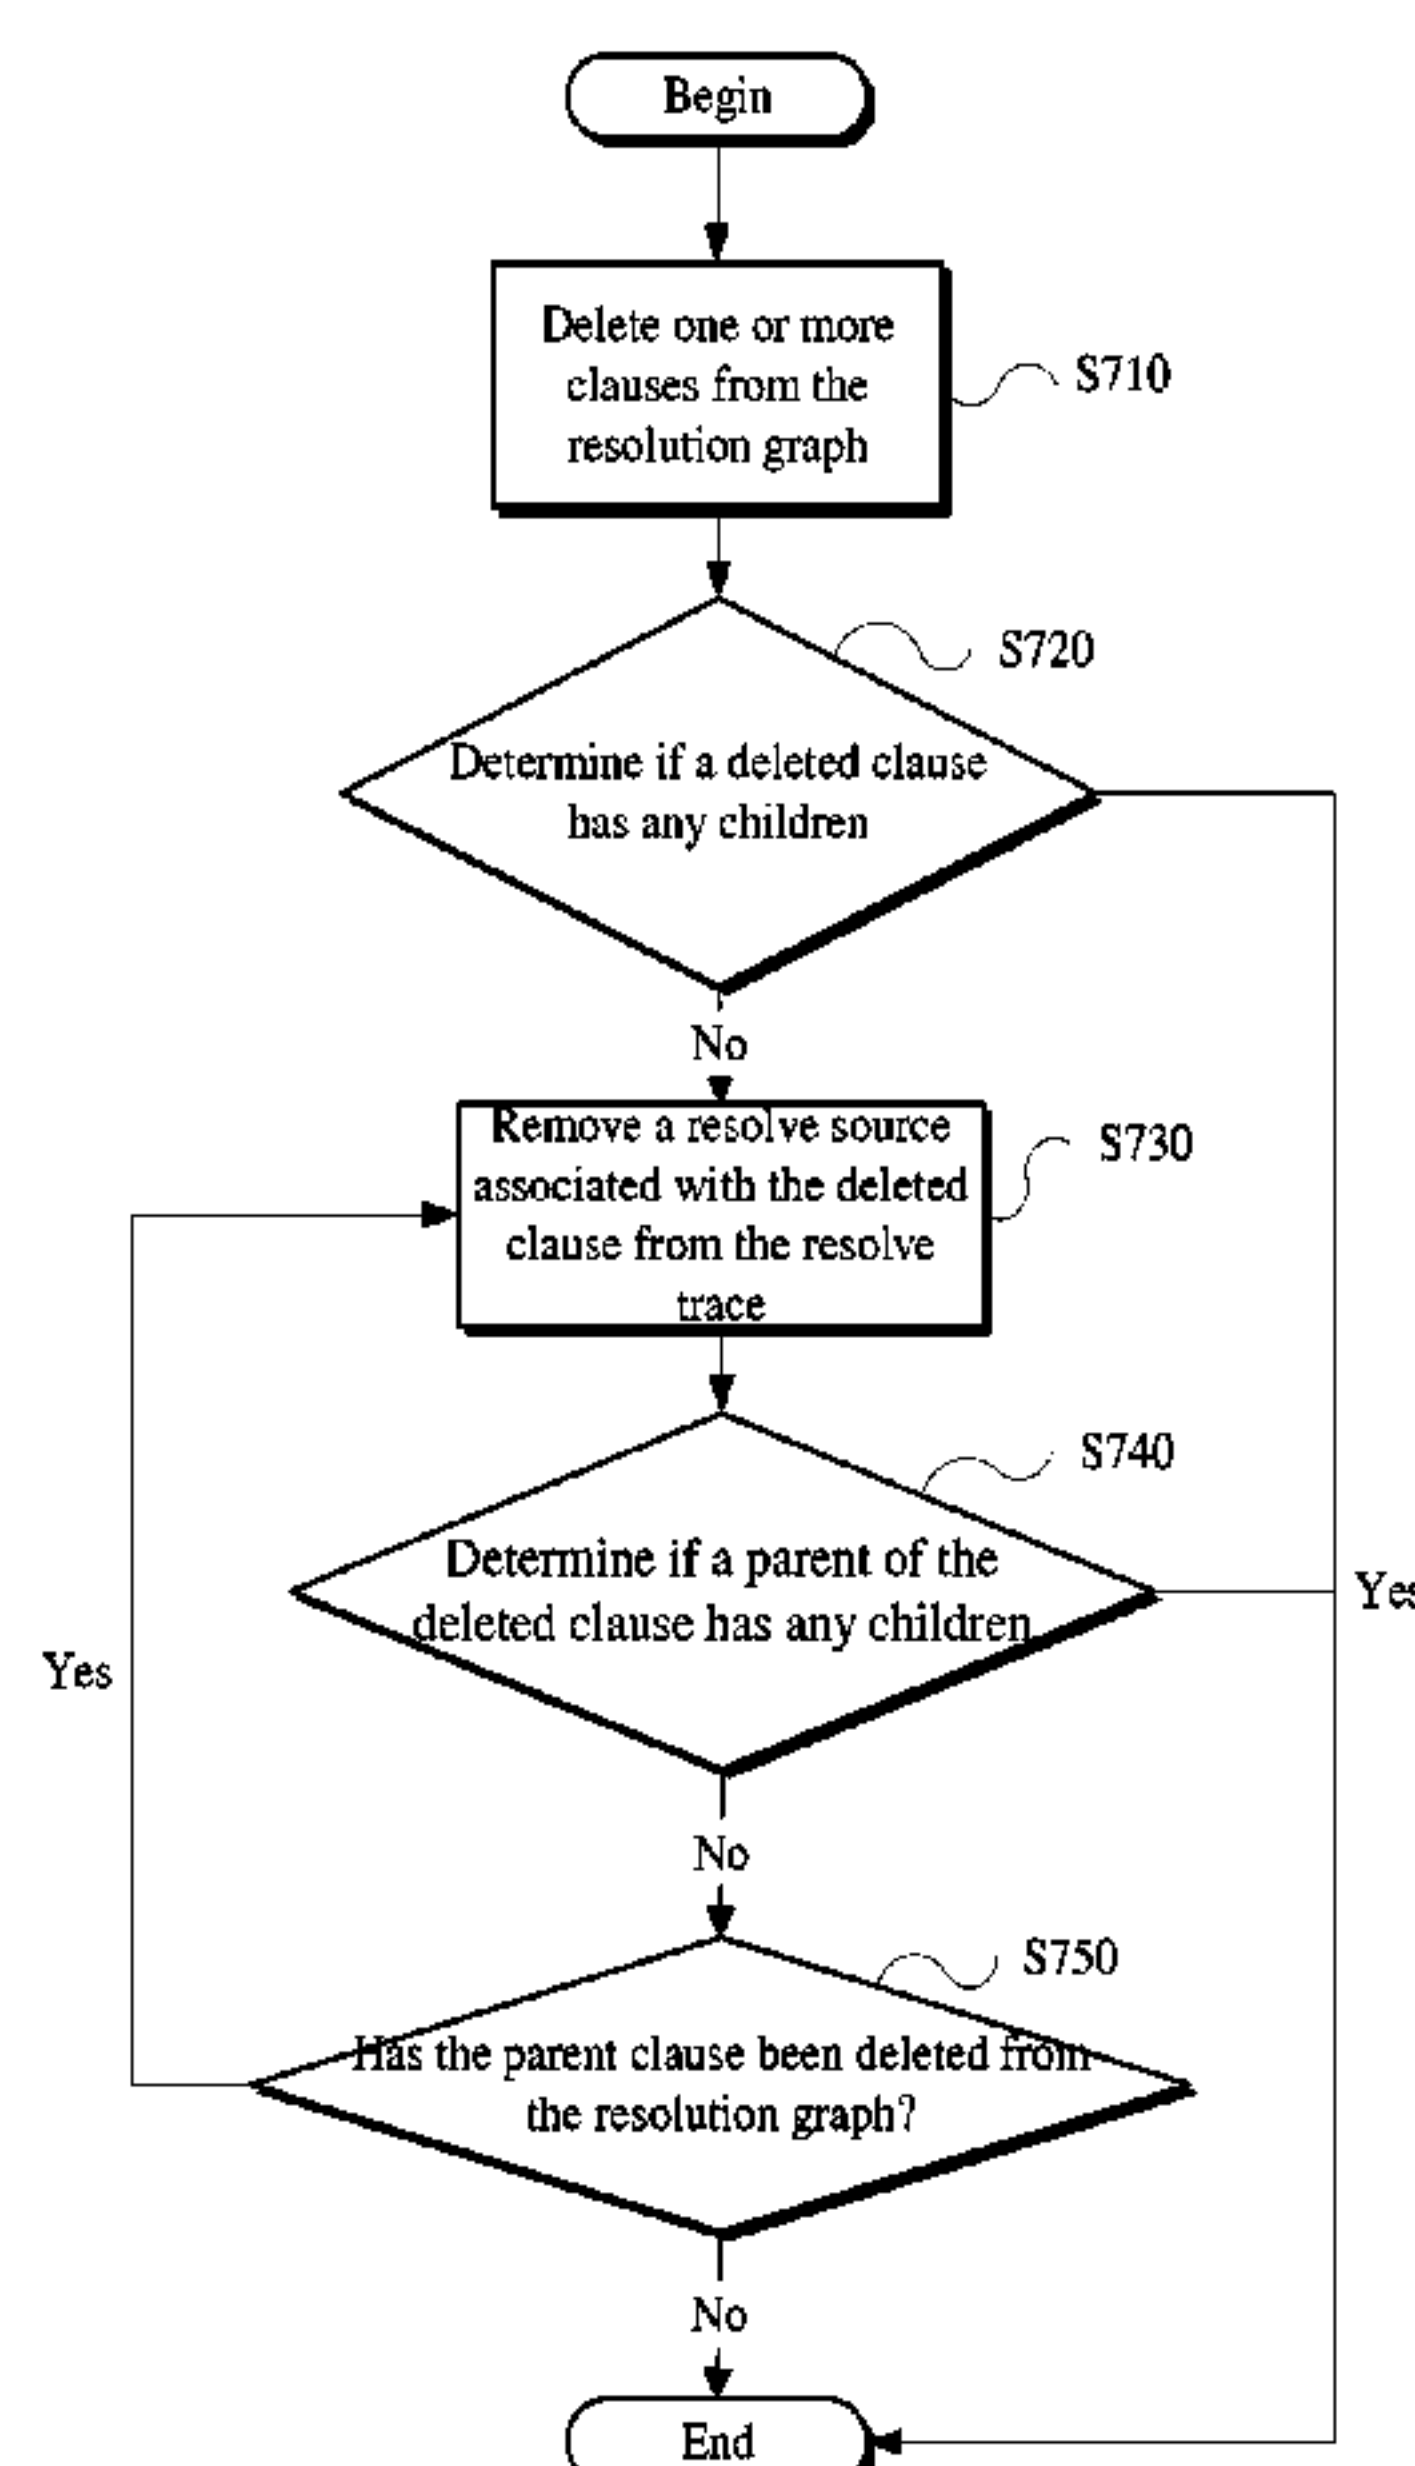 Begin
Delete one or more
clauses from the
resolution graph
S710
S720
Determine if a deleted clause
has any children
No
Remove a resolve source
associated with the deleted
clause from the resolve
trace
S730
S740
Determine if a parent of the
deleted clause has any children
Yes
Yes
No
S750
Has the parent clause been deleted from
the resolution graph?
No
End